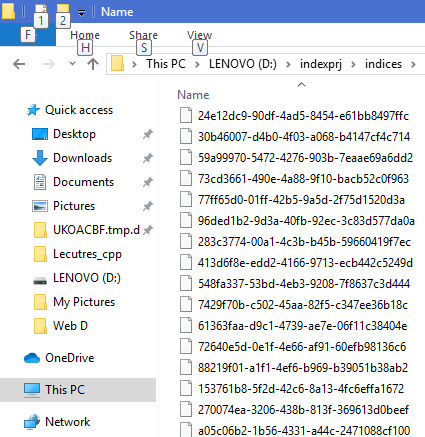 Name
1 2
F Home Share View
H S V
This PC LENOVO (D:) indexprj indices
Quick access
Desktop
Downloads
Documents
Pictures
UKOACBF.tmp.d
Lecutres_cpp
LENOVO (D:)
My Pictures
Web D
OneDrive
This PC
Network
Name
24e12dc9-90df-4ad5-8454-e61bb8497ffc
30b46007-d4b0-4f03-a068-b4147cf4c714
59a99970-5472-4276-903b-7eaae69a6dd2
73cd3661-490e-4a88-9f10-bacb52c0f963
77ff65d0-01ff-42b5-9a5d-2f75d1520d3a
96ded1b2-9d3a-40fb-92ec-3c83d577da0a
283c3774-00a1-4c3b-b45b-59660419f7ec
413d6f8e-edd2-4166-9713-ecb442c5249d
548fa337-53bd-4eb3-9208-7f8637c3d444
7429f70b-c502-45aa-82f5-c347ee36b18c
61363faa-d9c1-4739-ae7e-06f11c38404e
72640e5d-0e1f-4e66-af91-60efb98136c6
88219f01-a1f1-4ef6-b969-b39051b38ab2
153761b8-5f2d-42c6-8a13-4fc6effa1672
270074ea-3206-438b-813f-369613d0beef
a05c06b2-1b56-4331-a44c-2471088cf100